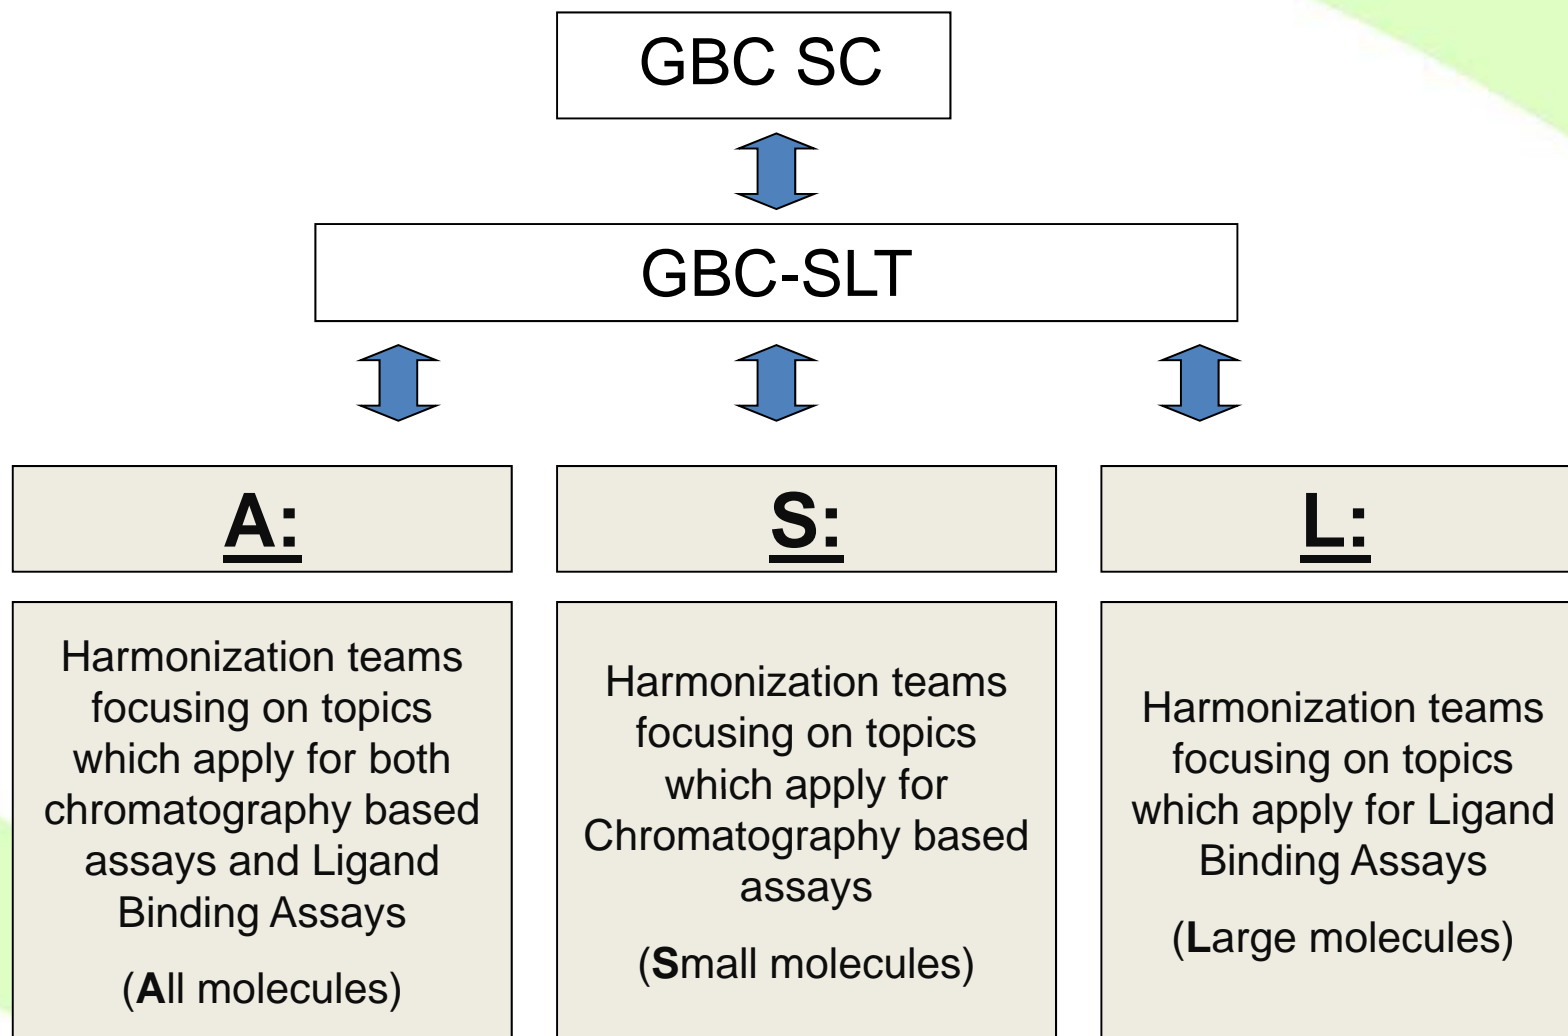 GBC SC
GBC-SLT
A:
Harmonization teams
focusing on topics
which apply for both
chromatography based
assays and Ligand
Binding Assays
(All molecules)
S:
Harmonization teams
focusing on topics
which apply for
Chromatography based
assays
(Small molecules)
L:
Harmonization teams
focusing on topics
which apply for Ligand
Binding Assays
(Large molecules)